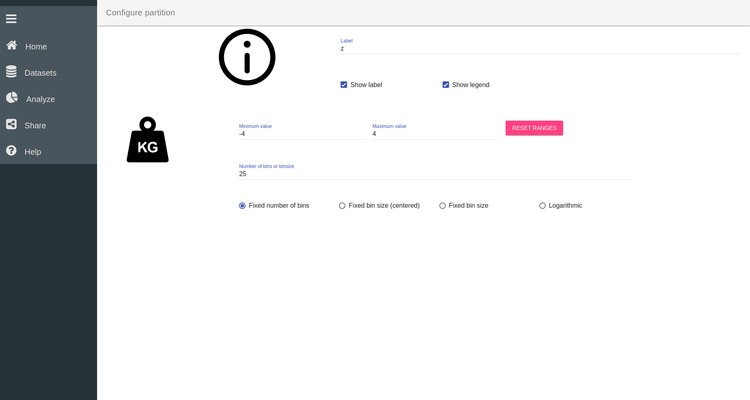 Configure partition
Home
Datasets
Analyze
Share
Help
Label
z
Show label
Show legend
KG
Minimum value
-4
Maximum value
4
RESET RANGES
Number of bins or binsize
25
Fixed number of bins
Fixed bin size (centered)
Fixed bin size
Logarithmic